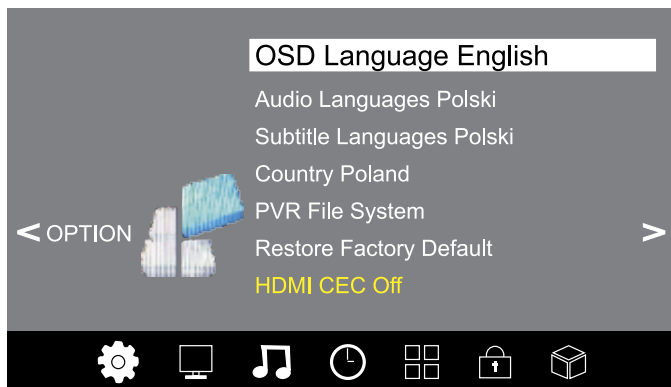 OSD Language English
Audio Languages Polski
Subtitle Languages Polski
Country Poland
PVR File System
< OPTION >
Restore Factory Default
HDMI CEC Off